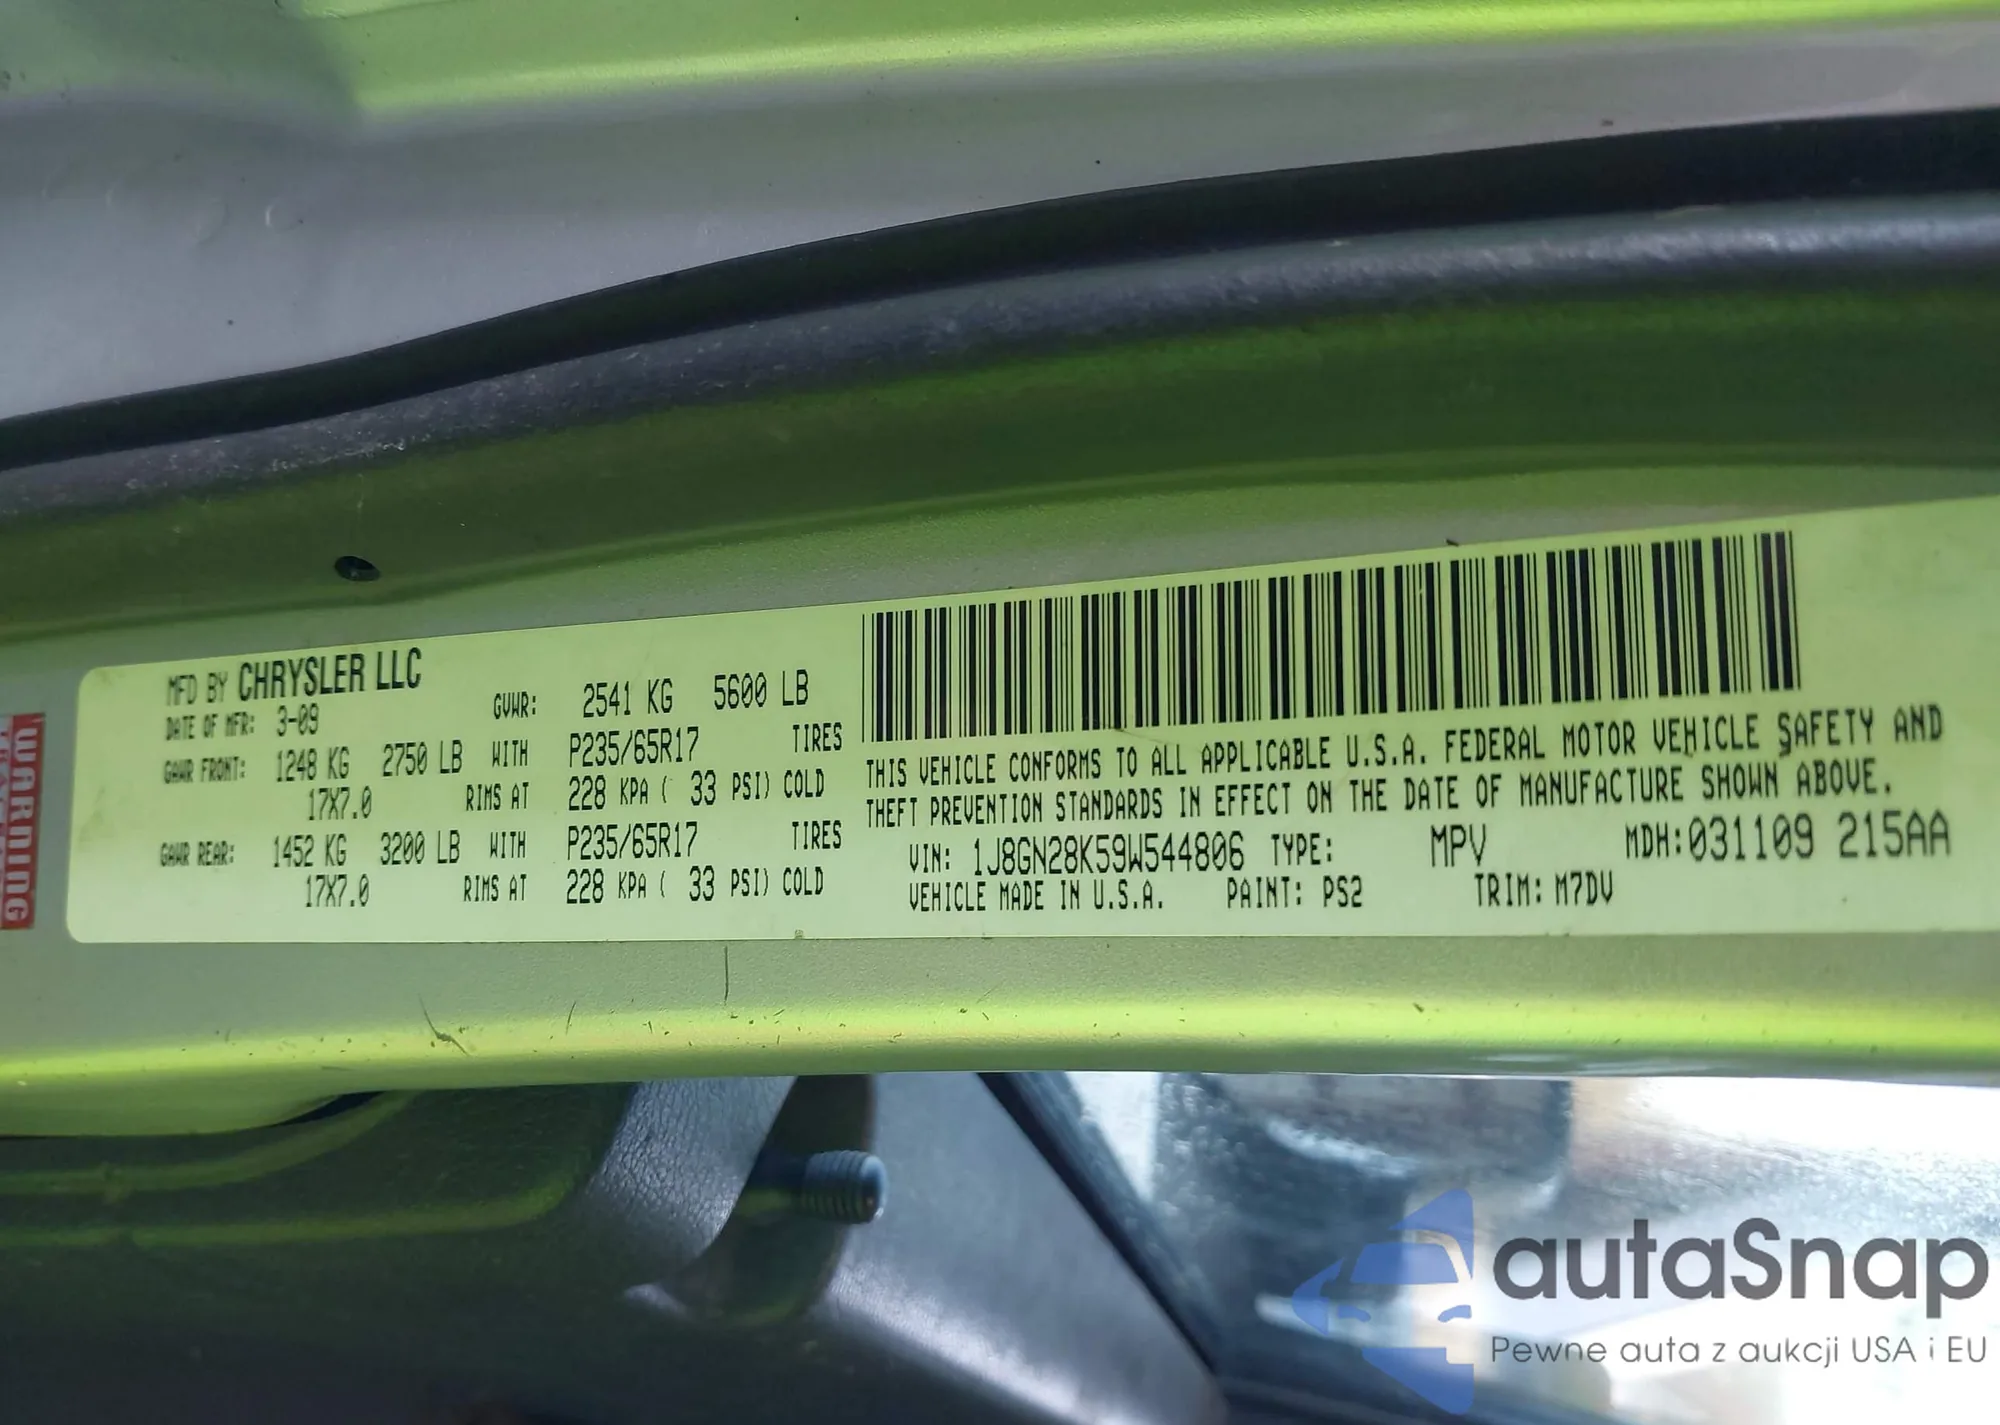 WARNING
MFD BY CHRYSLER LLC
DATE OF MFR: 3-09
GVWR: 2541 KG 5600 LB
GAWR FRONT: 1248 KG 2750 LB WITH P235/65R17 TIRES
17X7.0 RIMS AT 228 KPA ( 33 PSI) COLD
GAWR REAR: 1452 KG 3200 LB WITH P235/65R17 TIRES
17X7.0 RIMS AT 228 KPA ( 33 PSI) COLD
THIS VEHICLE CONFORMS TO ALL APPLICABLE U.S.A. FEDERAL MOTOR VEHICLE SAFETY AND
THEFT PREVENTION STANDARDS IN EFFECT ON THE DATE OF MANUFACTURE SHOWN ABOVE.
VIN: 1J8GN28K59W544806 TYPE: MPV MDH:031109 215AA
VEHICLE MADE IN U.S.A. PAINT: PS2 TRIM: M7DV
autaSnap
Pewne auta z aukcji USA i EU